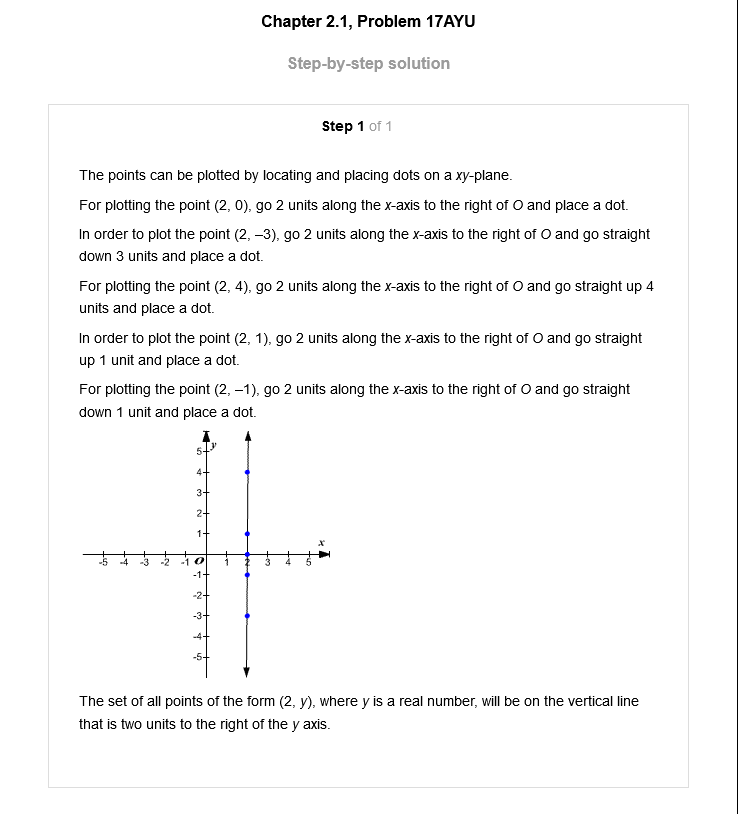 Chapter 2.1, Problem 17AYU
Step-by-step solution
Step 1 of 1
The points can be plotted by locating and placing dots on a xy-plane.
For plotting the point (2, 0), go 2 units along the x-axis to the right of O and place a dot.
In order to plot the point (2, –3), go 2 units along the x-axis to the right of O and go straight
down 3 units and place a dot.
For plotting the point (2, 4), go 2 units along the x-axis to the right of O and go straight up 4
units and place a dot.
In order to plot the point (2, 1), go 2 units along the x-axis to the right of O and go straight
up 1 unit and place a dot.
For plotting the point (2, –1), go 2 units along the x-axis to the right of O and go straight
down 1 unit and place a dot.
y
5
4
3
2
1
x
-5 -4 -3 -2 -1 O 1 2 3 4 5
-1
-2
-3
-4
-5
The set of all points of the form (2, y), where y is a real number, will be on the vertical line
that is two units to the right of the y axis.